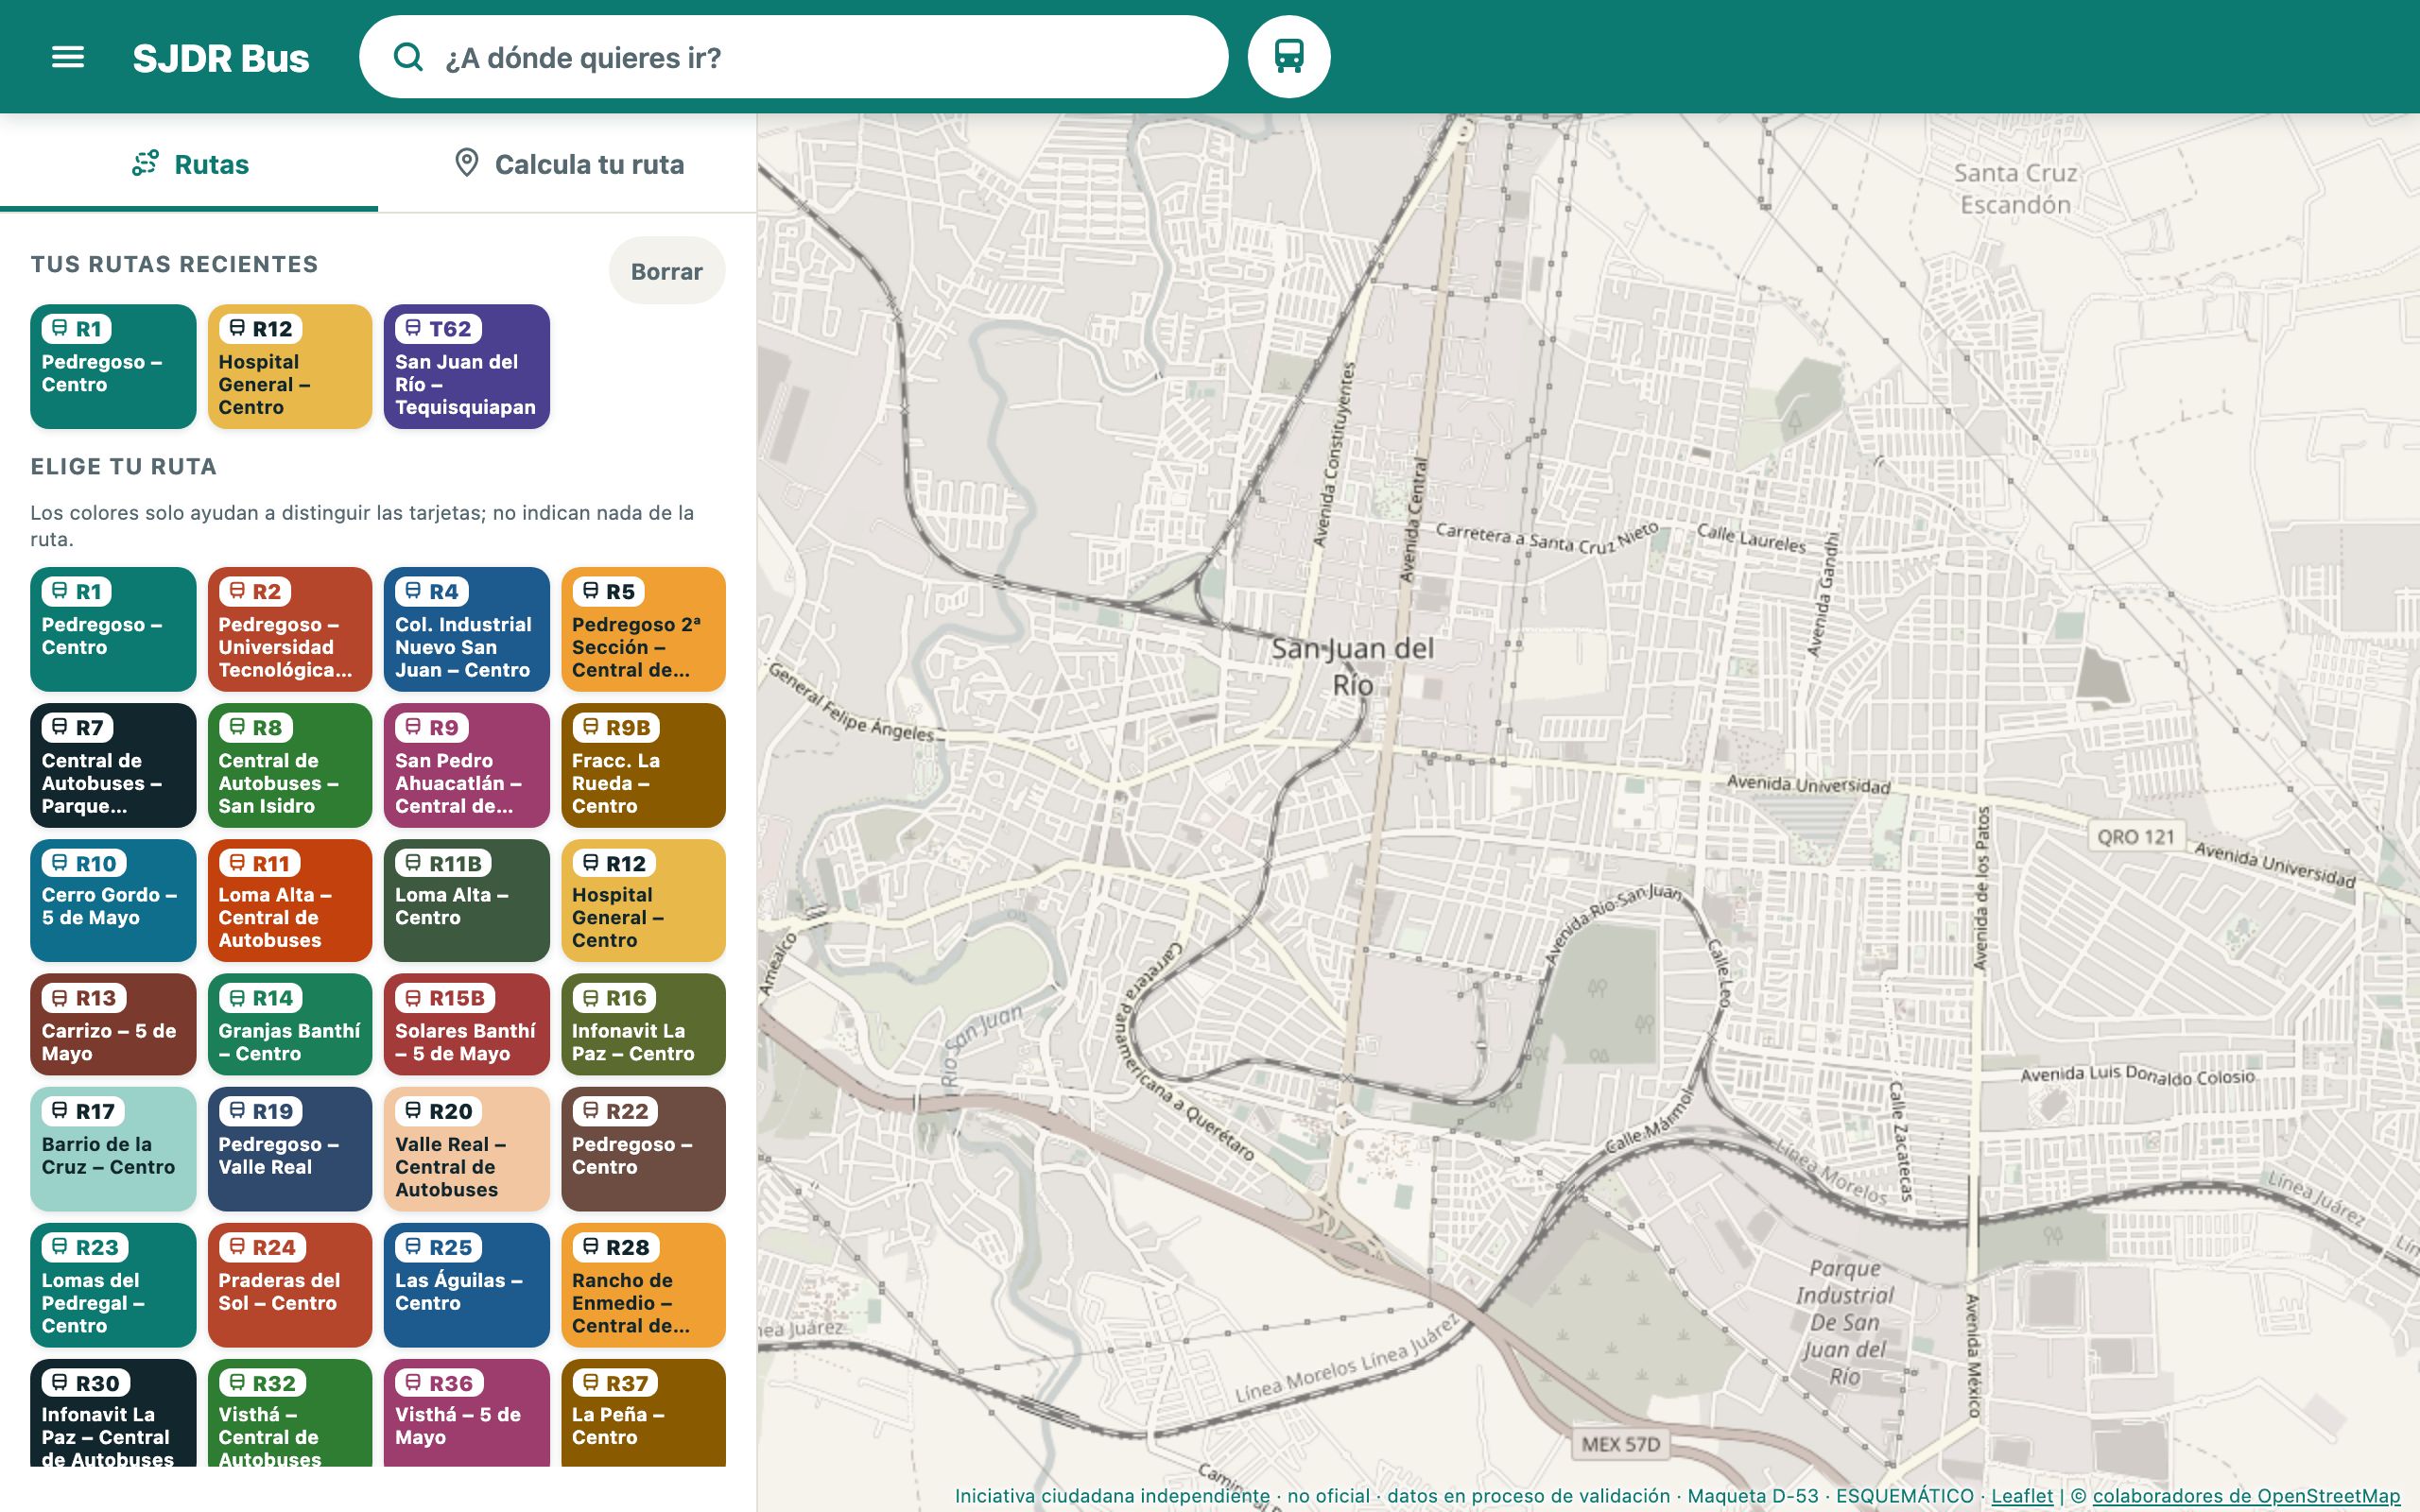 SJDR Bus
¿A dónde quieres ir?
Rutas
Calcula tu ruta
TUS RUTAS RECIENTES
Borrar
R1
Pedregoso –
Centro
R12
Hospital
General –
Centro
T62
San Juan del
Río –
Tequisquiapan
ELIGE TU RUTA
Los colores solo ayudan a distinguir las tarjetas; no indican nada de la
ruta.
R1
Pedregoso –
Centro
R2
Pedregoso –
Universidad
Tecnológica...
R4
Col. Industrial
Nuevo San
Juan – Centro
R5
Pedregoso 2ª
Sección –
Central de...
R7
Central de
Autobuses –
Parque...
R8
Central de
Autobuses –
San Isidro
R9
San Pedro
Ahuacatlán –
Central de...
R9B
Fracc. La
Rueda –
Centro
R10
Cerro Gordo –
5 de Mayo
R11
Loma Alta –
Central de
Autobuses
R11B
Loma Alta –
Centro
R12
Hospital
General –
Centro
R13
Carrizo – 5 de
Mayo
R14
Granjas Banthí
– Centro
R15B
Solares Banthí
– 5 de Mayo
R16
Infonavit La
Paz – Centro
R17
Barrio de la
Cruz – Centro
R19
Pedregoso –
Valle Real
R20
Valle Real –
Central de
Autobuses
R22
Pedregoso –
Centro
R23
Lomas del
Pedregal –
Centro
R24
Praderas del
Sol – Centro
R25
Las Águilas –
Centro
R28
Rancho de
Enmedio –
Central de...
R30
Infonavit La
Paz – Central
de Autobuses
R32
Visthá –
Central de
Autobuses
R36
Visthá – 5 de
Mayo
R37
La Peña –
Centro
Santa Cruz
Escandón
Avenida Constituyentes
Avenida Central
Carretera a Santa Cruz Nieto
Calle Laureles
Avenida Gandhi
San Juan del
Río
General Felipe Ángeles
Avenida Universidad
QRO 121
Avenida Universidad
Avenida de los Patos
Avenida Río San Juan
Calle Leo
Amealco
Carretera Panamericana a Querétaro
Río San Juan
Avenida Luis Donaldo Colosio
Calle Mármol
Calle Zacatecas
Línea Morelos
Línea Juárez
Lín
Parque
Industrial
De San
Juan del
Río
Avenida México
nea Juárez
Línea Morelos Línea Juárez
MEX 57D
Iniciativa ciudadana independiente · no oficial · datos en proceso de validación · Maqueta D-53 · ESQUEMÁTICO · Leaflet | © colaboradores de OpenStreetMap